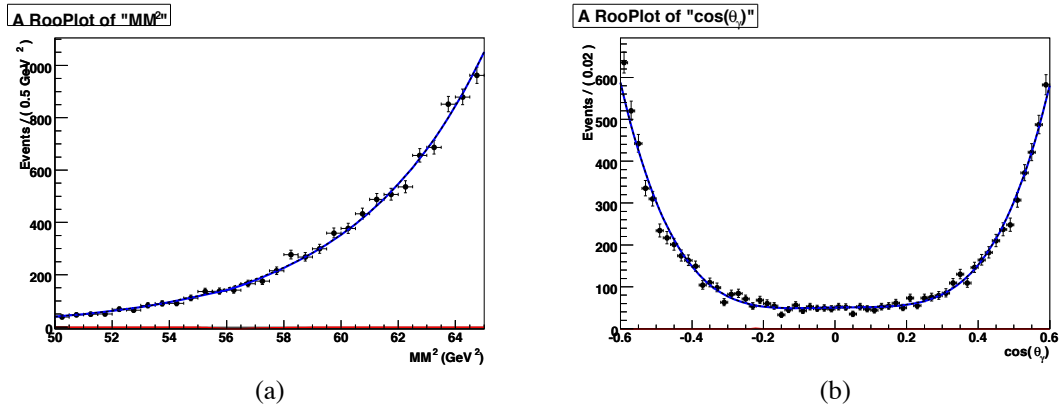 A RooPlot of "MM²"
Events / ( 0.5 GeV² )
1000
800
600
400
200
0
50 52 54 56 58 60 62 64
MM² (GeV²)
(a)
A RooPlot of "cos(θγ)"
Events / ( 0.02 )
600
500
400
300
200
100
0
-0.6 -0.4 -0.2 0 0.2 0.4 0.6
cos(θγ)
(b)